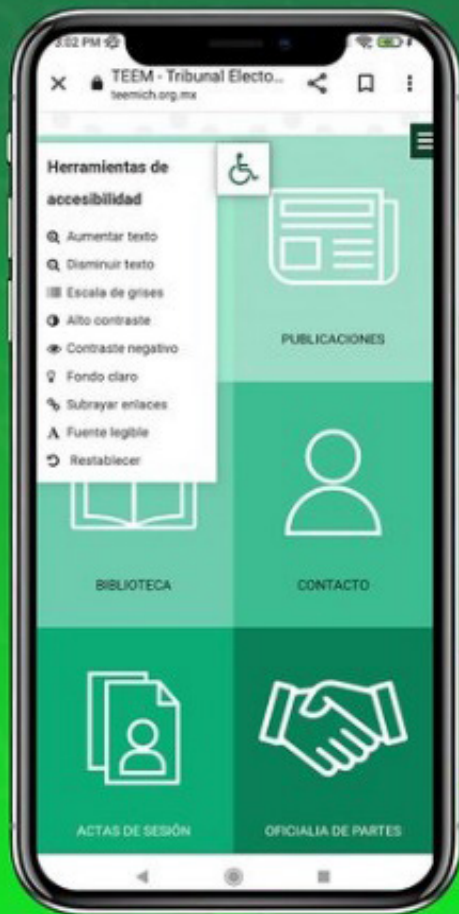 3:02 PM
TEEM - Tribunal Electo...
teemich.org.mx
Herramientas de
accesibilidad
Aumentar texto
Disminuir texto
Escala de grises
Alto contraste
Contraste negativo
Fondo claro
Subrayar enlaces
Fuente legible
Restablecer
PUBLICACIONES
BIBLIOTECA
CONTACTO
ACTAS DE SESIÓN
OFICIALIA DE PARTES